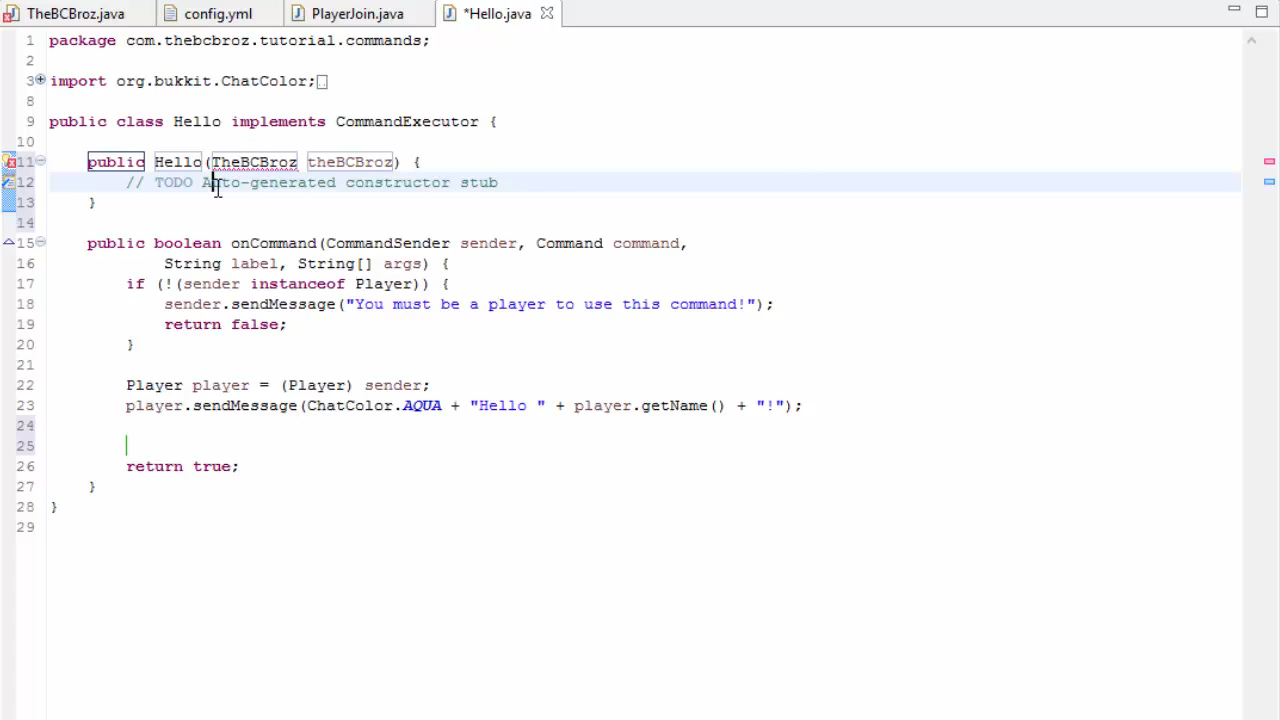 TheBCBroz.java config.yml PlayerJoin.java *Hello.java
1 package com.thebcbroz.tutorial.commands;
2
3 import org.bukkit.ChatColor;
8
9 public class Hello implements CommandExecutor {
10
11 public Hello(TheBCBroz theBCBroz) {
12 // TODO Auto-generated constructor stub
13 }
14
15 public boolean onCommand(CommandSender sender, Command command,
16 String label, String[] args) {
17 if (!(sender instanceof Player)) {
18 sender.sendMessage("You must be a player to use this command!");
19 return false;
20 }
21
22 Player player = (Player) sender;
23 player.sendMessage(ChatColor.AQUA + "Hello " + player.getName() + "!");
24
25
26 return true;
27 }
28 }
29